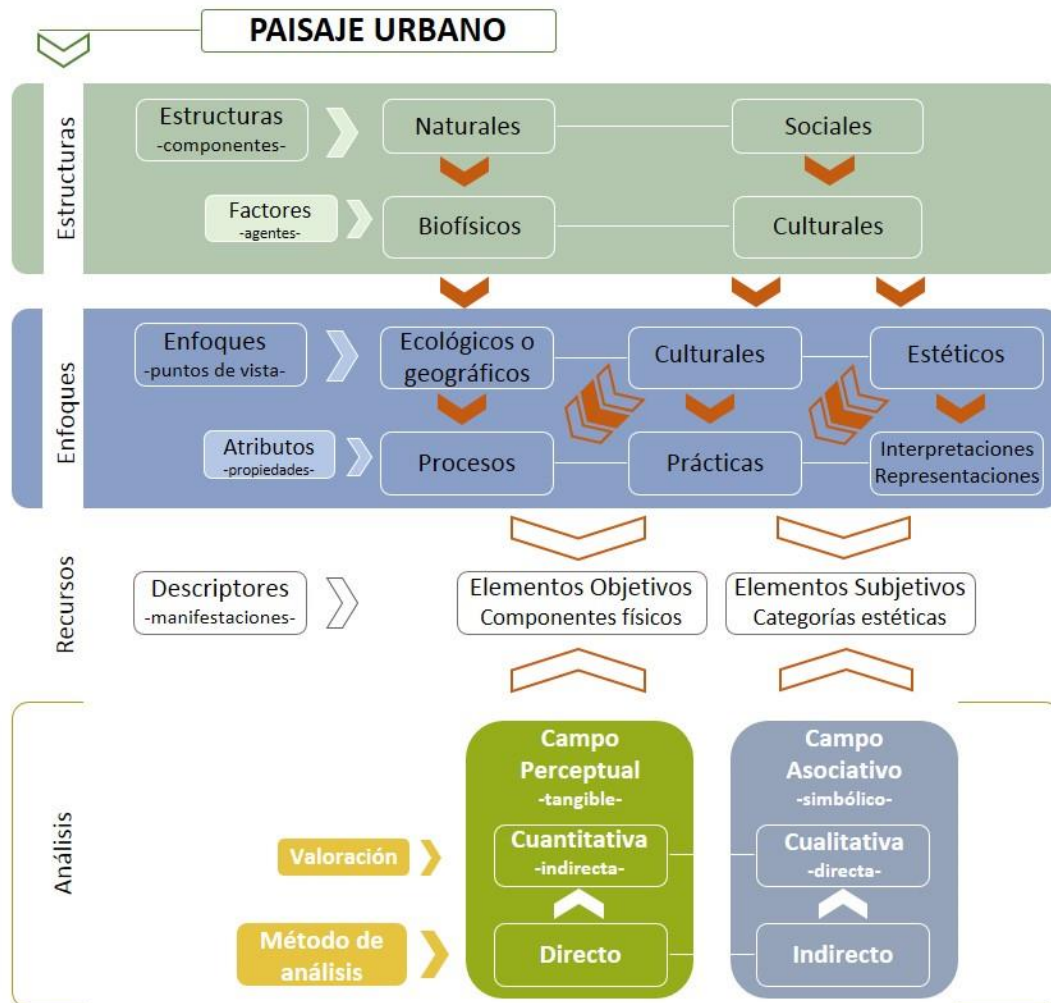 PAISAJE URBANO
Estructuras
Estructuras
-componentes-
Naturales
Sociales
Factores
-agentes-
Biofísicos
Culturales
Enfoques
Enfoques
-puntos de vista-
Ecológicos o
geográficos
Culturales
Estéticos
Atributos
-propiedades-
Procesos
Prácticas
Interpretaciones
Representaciones
Recursos
Descriptores
-manifestaciones-
Elementos Objetivos
Componentes físicos
Elementos Subjetivos
Categorías estéticas
Análisis
Campo
Perceptual
-tangible-
Campo
Asociativo
-simbólico-
Valoración
Cuantitativa
-indirecta-
Cualitativa
-directa-
Método de
análisis
Directo
Indirecto